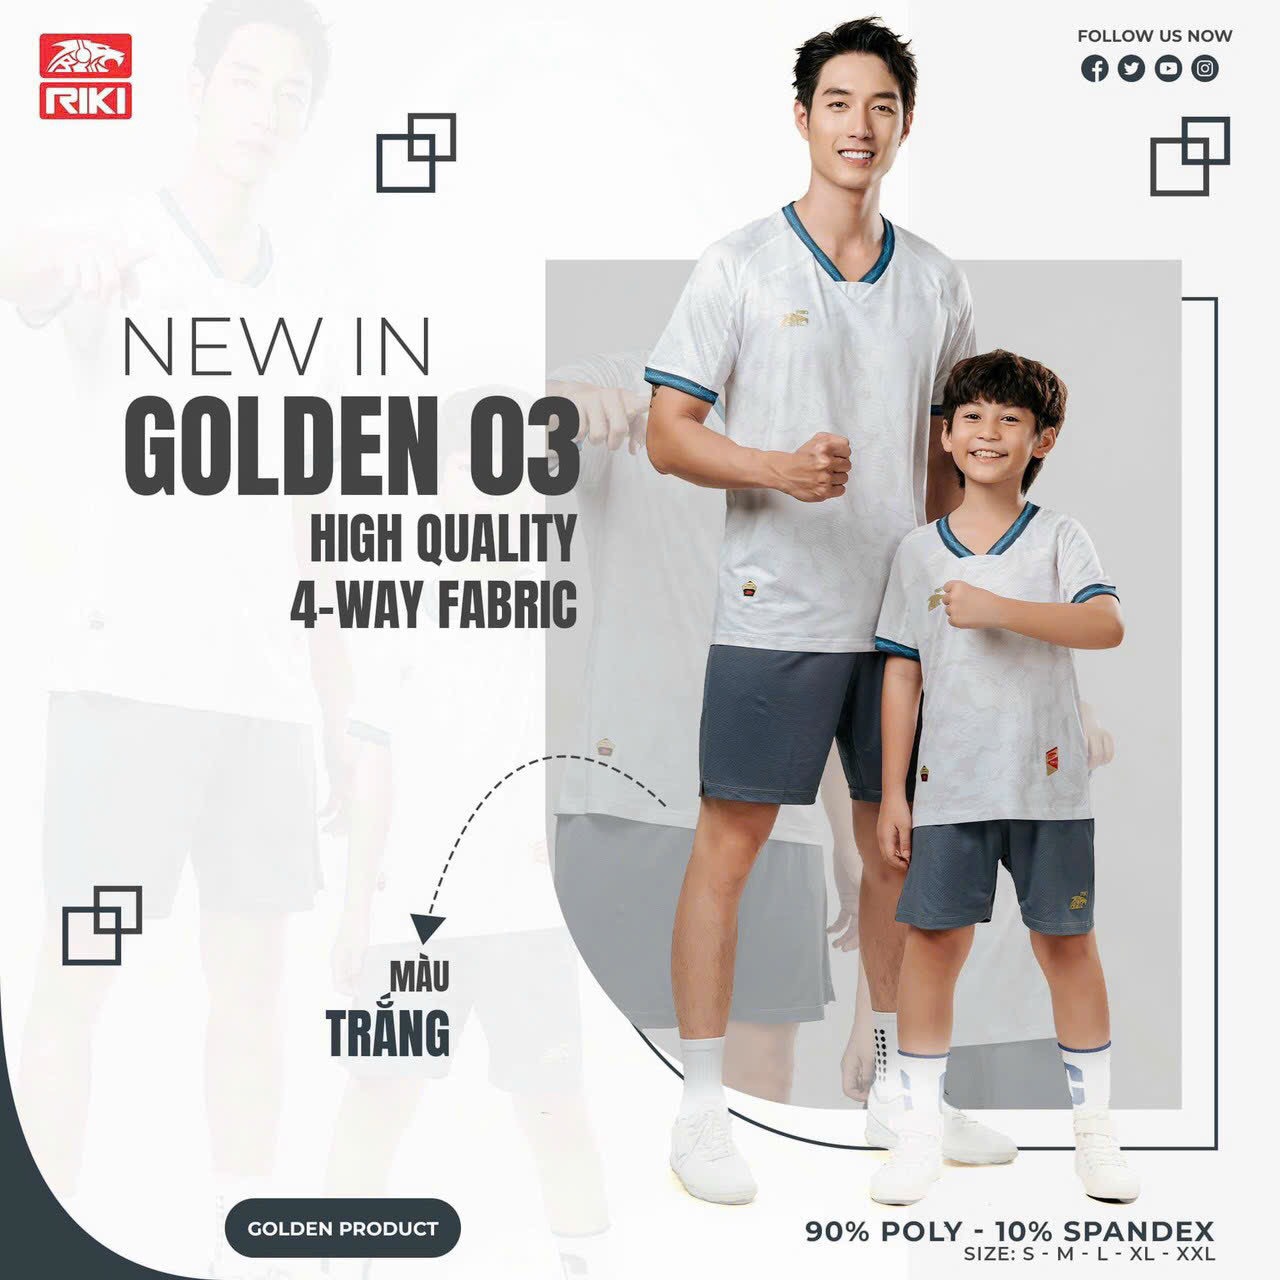 RIKI
FOLLOW US NOW
NEW IN
GOLDEN 03
HIGH QUALITY
4-WAY FABRIC
MÀU
TRẮNG
GOLDEN PRODUCT
90% POLY - 10% SPANDEX
SIZE: S - M - L - XL - XXL